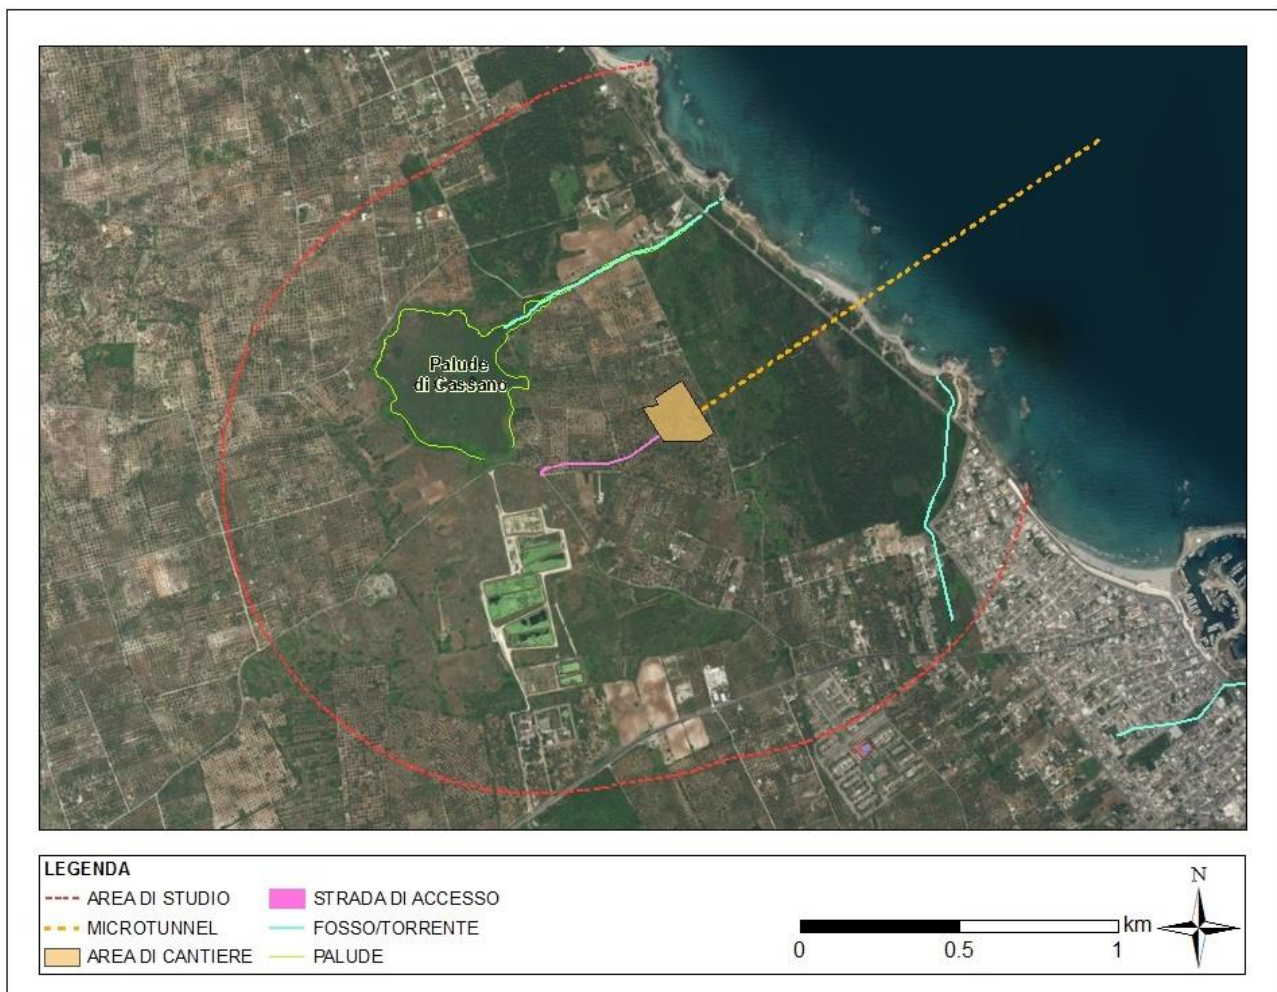 Palude
di Cassano
LEGENDA
AREA DI STUDIO
MICROTUNNEL
AREA DI CANTIERE
STRADA DI ACCESSO
FOSSO/TORRENTE
PALUDE
0 0.5 1 km
N